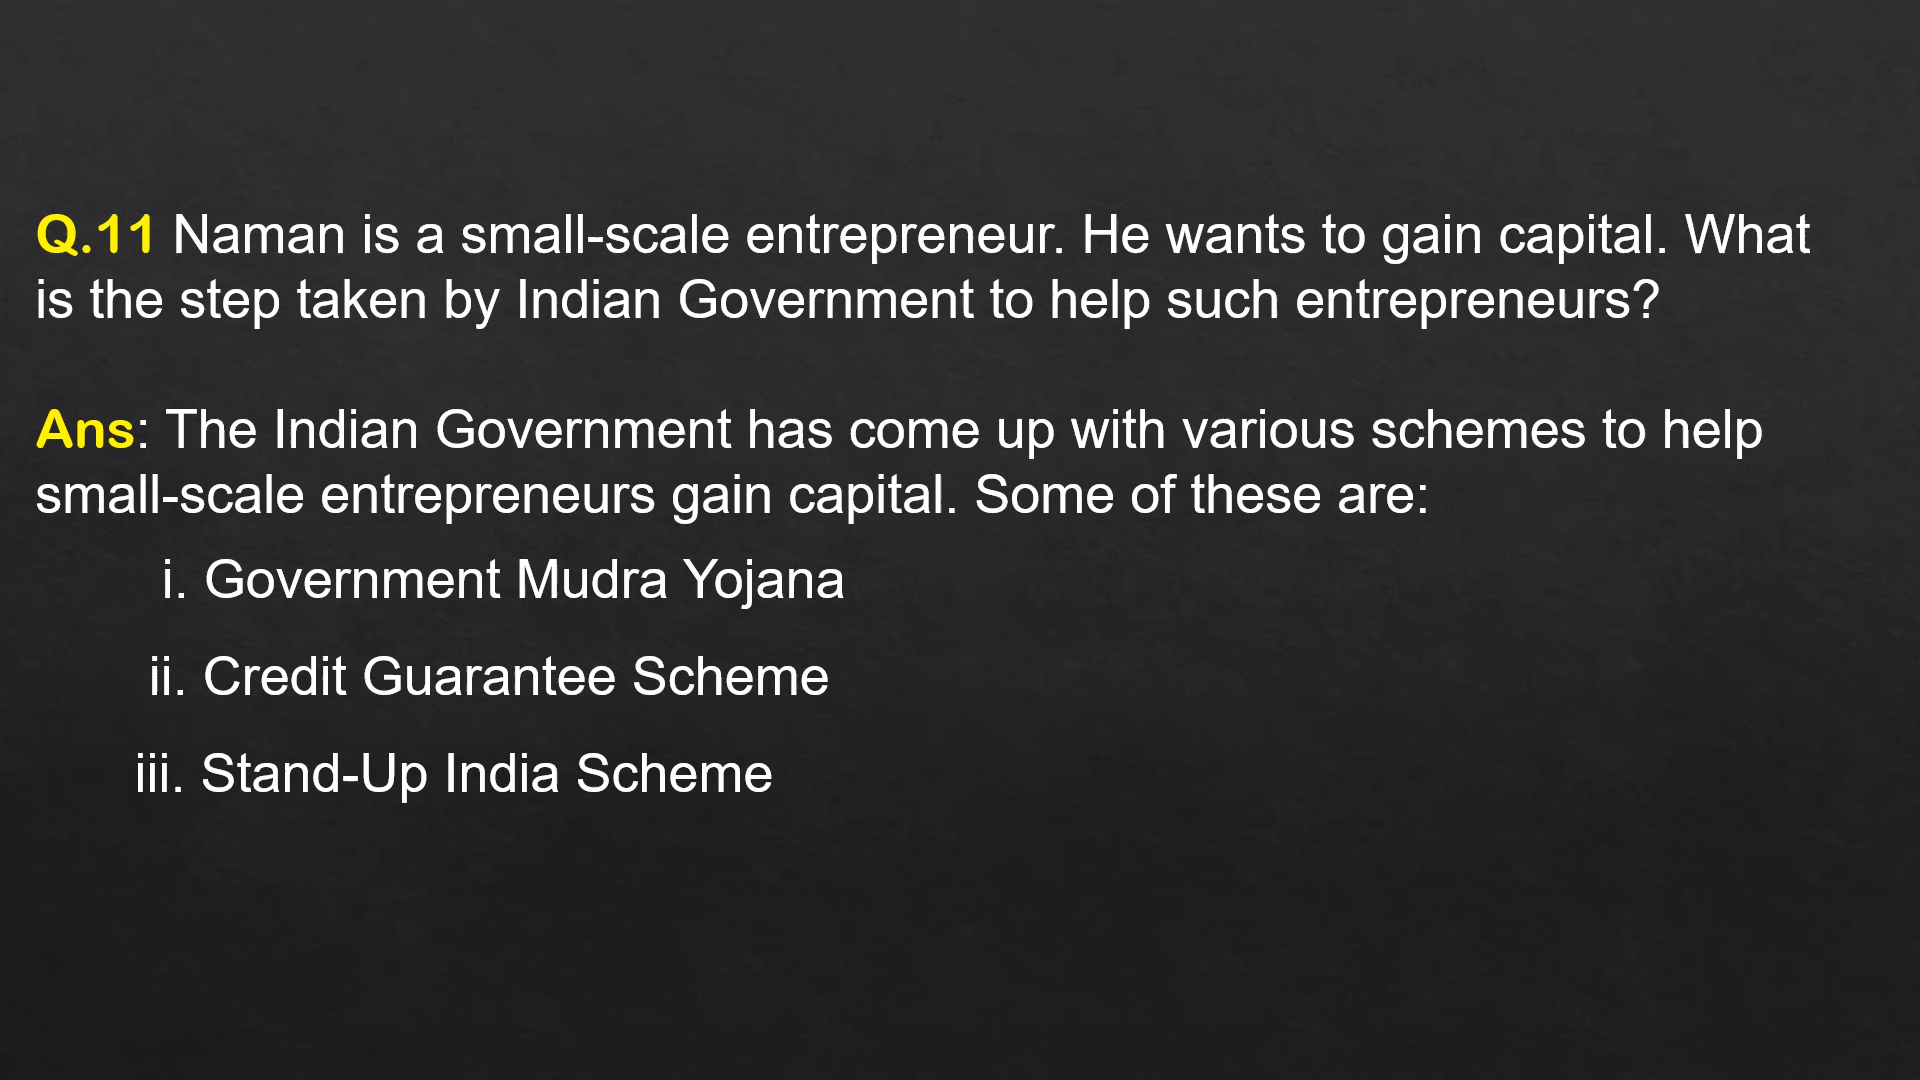 Q.11 Naman is a small-scale entrepreneur. He wants to gain capital. What
is the step taken by Indian Government to help such entrepreneurs?
Ans: The Indian Government has come up with various schemes to help
small-scale entrepreneurs gain capital. Some of these are:
i. Government Mudra Yojana
ii. Credit Guarantee Scheme
iii. Stand-Up India Scheme